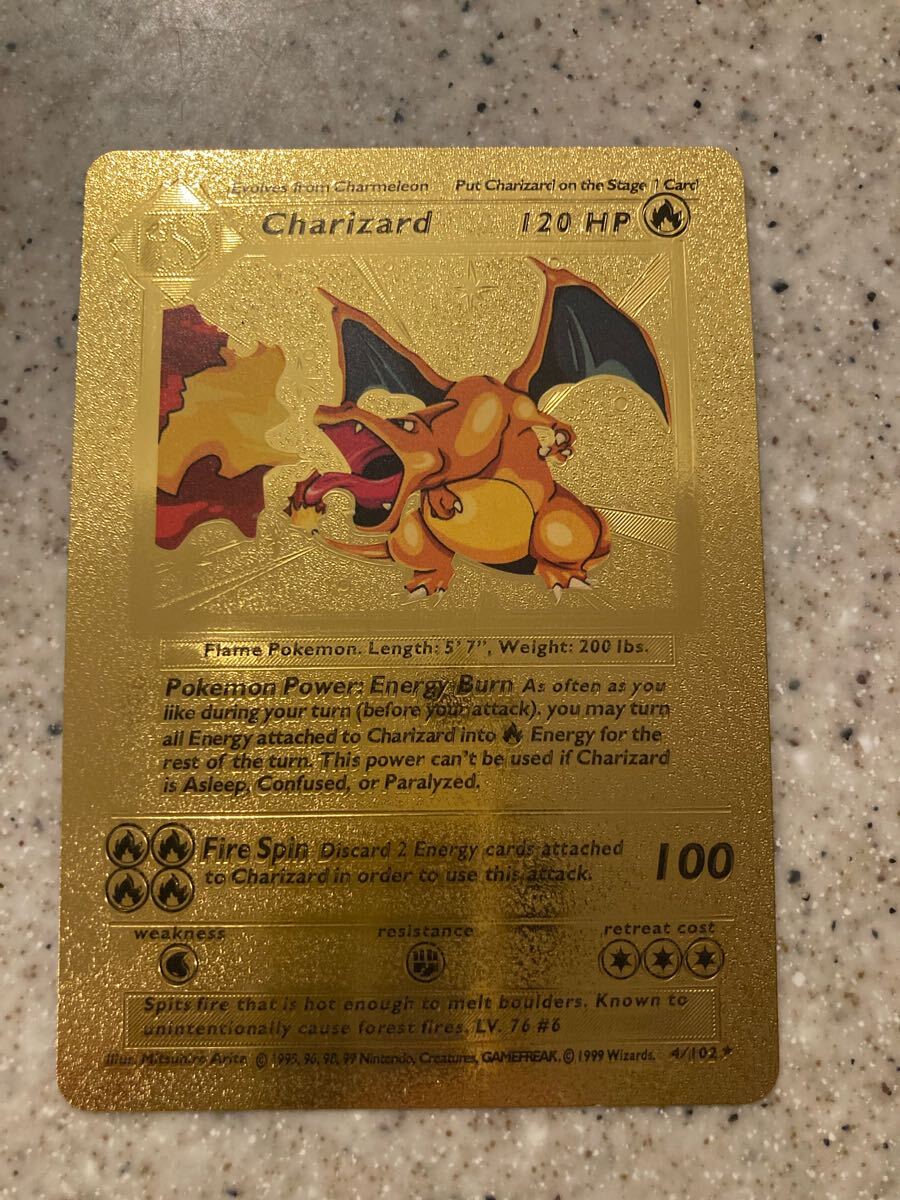 Evolves from Charmeleon Put Charizard on the Stage 1 Card
Charizard 120 HP
Flame Pokemon. Length: 5' 7", Weight: 200 lbs.
Pokemon Power: Energy Burn As often as you
like during your turn (before your attack), you may turn
all Energy attached to Charizard into Energy for the
rest of the turn. This power can't be used if Charizard
is Asleep, Confused, or Paralyzed.
Fire Spin Discard 2 Energy cards attached
to Charizard in order to use this attack.
100
weakness resistance retreat cost
Spits fire that is hot enough to melt boulders. Known to
unintentionally cause forest fires. LV. 76 #6
Illus. Mitsuhiro Arita © 1995, 96, 98, 99 Nintendo, Creatures, GAMEFREAK. © 1999 Wizards. 4/102 ★